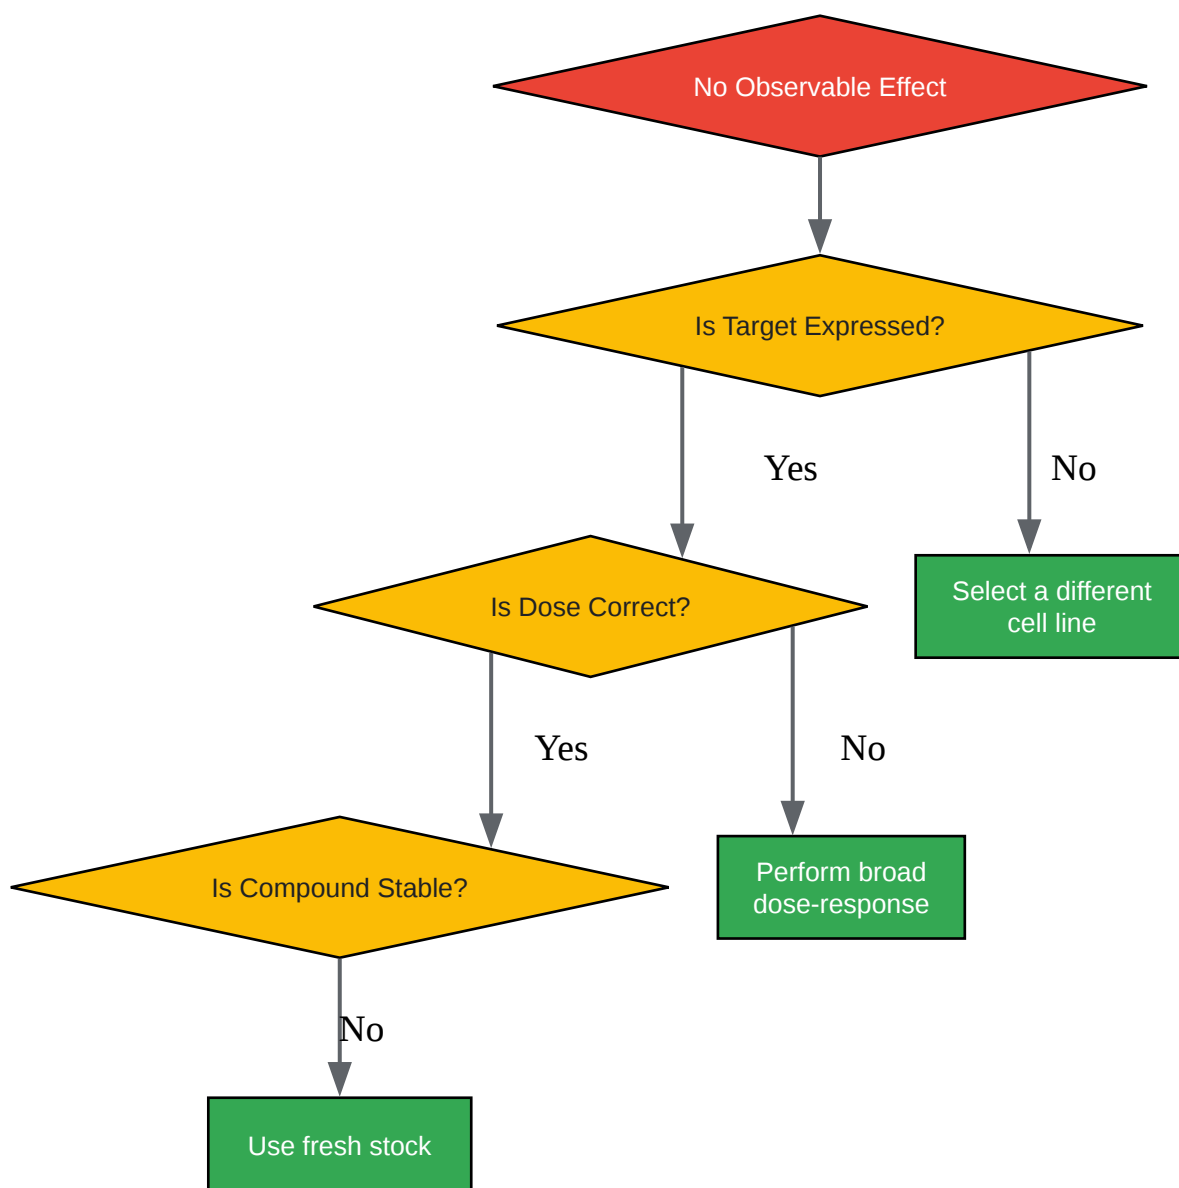 No Observable Effect
Is Target Expressed?
Yes
No
Is Dose Correct?
Select a different
cell line
Yes
No
Is Compound Stable?
Perform broad
dose-response
No
Use fresh stock